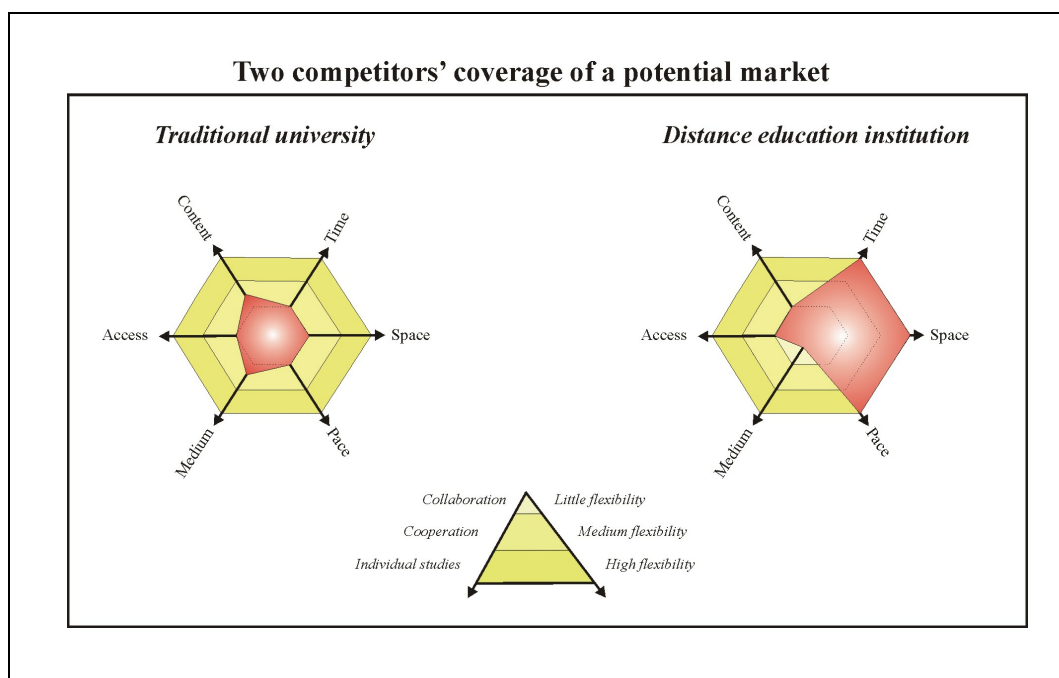 Two competitors’ coverage of a potential market
Traditional university
Distance education institution
Content
Time
Access
Space
Medium
Pace
Content
Time
Access
Space
Medium
Pace
Collaboration
Little flexibility
Cooperation
Medium flexibility
Individual studies
High flexibility